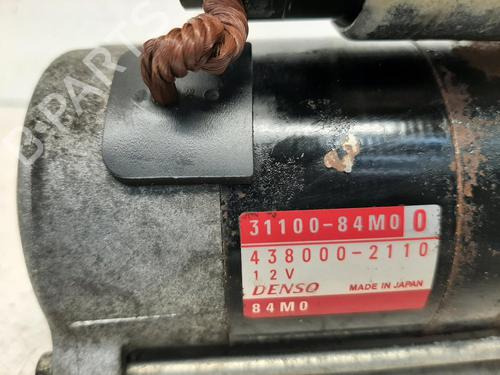 B-PARTS
31100-84M0 0
438000-2110
12V
DENSO MADE IN JAPAN
84M0